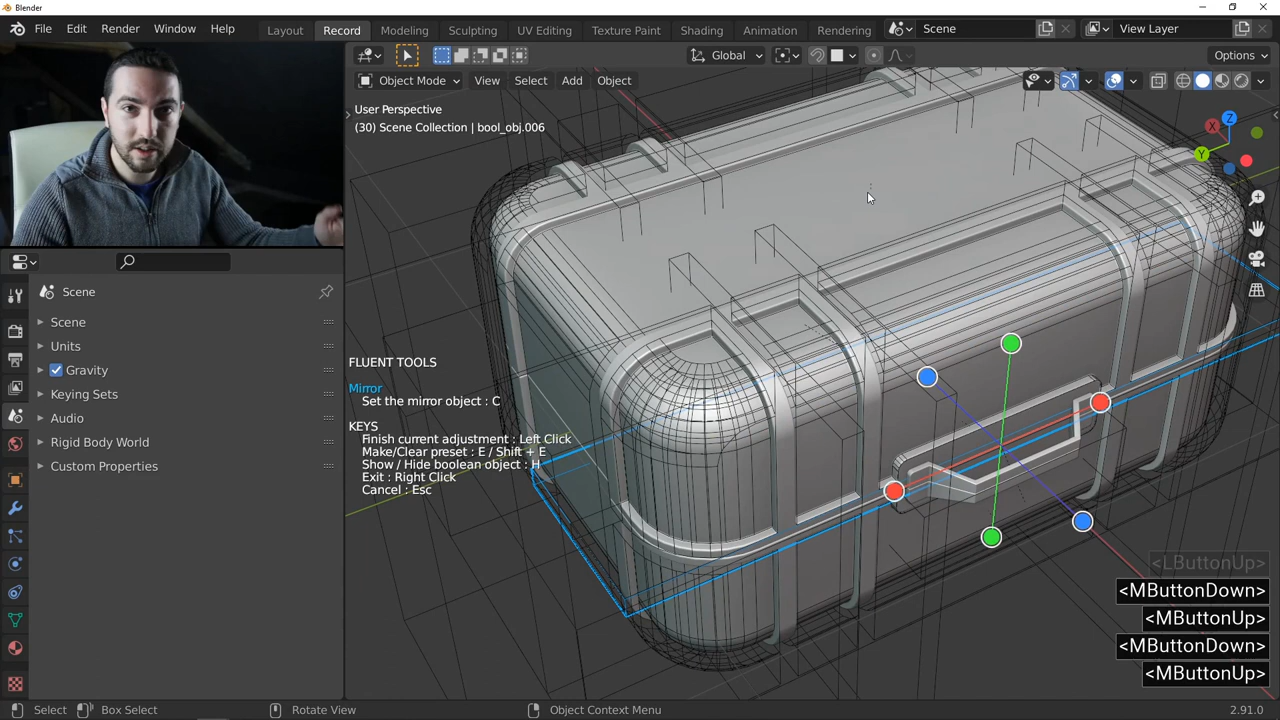 Blender
File Edit Render Window Help
Layout Record Modeling Sculpting UV Editing Texture Paint Shading Animation Rendering
Scene
View Layer
Global
Options
Object Mode View Select Add Object
User Perspective
(30) Scene Collection | bool_obj.006
X
Y
Z
Scene
Scene
Units
Gravity
Keying Sets
Audio
Rigid Body World
Custom Properties
FLUENT TOOLS
Mirror
Set the mirror object : C
KEYS
Finish current adjustment : Left Click
Make/Clear preset : E / Shift + E
Show / Hide boolean object : H
Exit : Right Click
Cancel : Esc
<LButtonUp>
<MButtonDown>
<MButtonUp>
<MButtonDown>
<MButtonUp>
Select Box Select Rotate View Object Context Menu 2.91.0